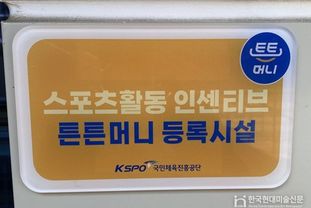 튼튼
머니
스포츠활동 인센티브
튼튼머니 등록시설
KSPO 국민체육진흥공단
한국현대미술신문